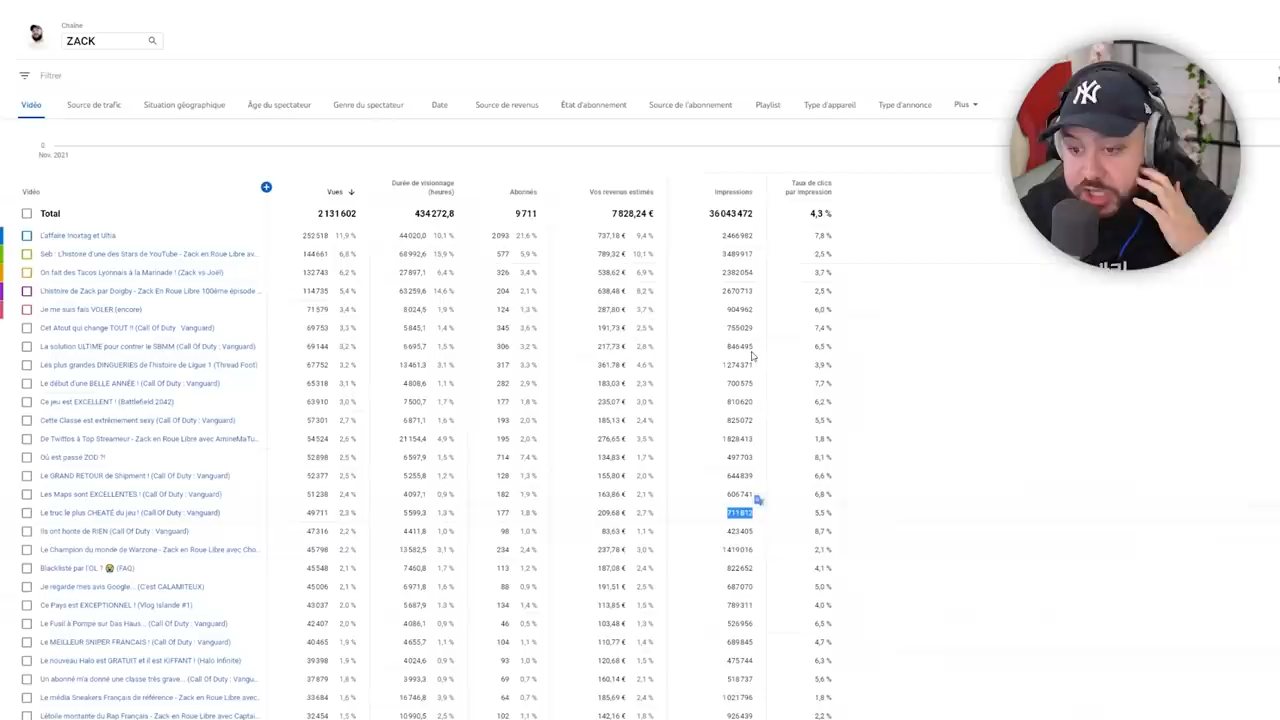 Chaîne
ZACK
Filtrer
Vidéo Source de trafic Situation géographique Âge du spectateur Genre du spectateur Date Source de revenus État d'abonnement Source de l'abonnement Playlist Type d'appareil Type d'annonce Plus
0
Nov. 2021
Vidéo Vues Durée de visionnage (heures) Abonnés Vos revenus estimés Impressions Taux de clics par impression
Total 2 131 602 434 272,8 9 711 7 828,24 € 36 043 472 4,3 %
L'affaire Inoxtag et Ultia 252 518 11,9 % 44 020,0 10,1 % 2 093 21,6 % 737,18 € 9,4 % 2 466 982 7,8 %
Seb : L'histoire d'une des Stars de YouTube - Zack en Roue Libre av... 144 661 6,8 % 68 992,6 15,9 % 577 5,9 % 789,32 € 10,1 % 3 489 917 2,5 %
On fait des Tacos Lyonnais à la Marinade ! (Zack vs Joël) 132 743 6,2 % 27 897,1 6,4 % 326 3,4 % 538,62 € 6,9 % 2 382 054 3,7 %
L'histoire de Zack par Doigby - Zack En Roue Libre 100ème épisode ... 114 735 5,4 % 63 259,6 14,6 % 204 2,1 % 638,48 € 8,2 % 2 670 713 2,5 %
Je me suis fais VOLER (encore) 71 579 3,4 % 8 024,5 1,9 % 124 1,3 % 287,80 € 3,7 % 904 962 6,0 %
Cet Atout qui change TOUT !! (Call Of Duty : Vanguard) 69 753 3,3 % 5 845,1 1,4 % 345 3,6 % 191,73 € 2,5 % 755 029 7,4 %
La solution ULTIME pour contrer le SBMM (Call Of Duty : Vanguard) 69 144 3,2 % 6 695,7 1,5 % 306 3,2 % 217,73 € 2,8 % 846 495 6,5 %
Les plus grandes DINGUERIES de l'histoire de Ligue 1 (Thread Foot) 67 752 3,2 % 13 461,3 3,1 % 317 3,3 % 361,78 € 4,6 % 1 274 371 3,9 %
Le début d'une BELLE ANNÉE ! (Call Of Duty : Vanguard) 65 318 3,1 % 4 808,6 1,1 % 282 2,9 % 183,03 € 2,3 % 700 575 7,7 %
Ce jeu est EXCELLENT ! (Battlefield 2042) 63 910 3,0 % 7 500,7 1,7 % 177 1,8 % 235,07 € 3,0 % 810 620 6,2 %
Cette Classe est extrêmement sexy (Call Of Duty : Vanguard) 57 301 2,7 % 6 871,1 1,6 % 193 2,0 % 185,13 € 2,4 % 825 072 5,5 %
De Twittos à Top Streameur - Zack en Roue Libre avec AmineMaTu... 54 524 2,6 % 21 154,4 4,9 % 195 2,0 % 276,65 € 3,5 % 1 828 413 1,8 %
Où est passé ZOD ?! 52 898 2,5 % 6 597,9 1,5 % 714 7,4 % 134,83 € 1,7 % 497 703 8,1 %
Le GRAND RETOUR de Shipment ! (Call Of Duty : Vanguard) 52 377 2,5 % 5 255,8 1,2 % 128 1,3 % 155,80 € 2,0 % 644 839 6,6 %
Les Maps sont EXCELLENTES ! (Call Of Duty : Vanguard) 51 238 2,4 % 4 097,1 0,9 % 182 1,9 % 163,86 € 2,1 % 606 741 6,8 %
Le truc le plus CHEATÉ du jeu ! (Call Of Duty : Vanguard) 49 711 2,3 % 5 599,3 1,3 % 177 1,8 % 209,68 € 2,7 % 711 812 5,5 %
Ils ont honte de RIEN (Call Of Duty : Vanguard) 47 316 2,2 % 4 411,8 1,0 % 98 1,0 % 83,63 € 1,1 % 423 405 8,7 %
Le Champion du monde de Warzone - Zack en Roue Libre avec Cho... 45 798 2,2 % 13 582,5 3,1 % 234 2,4 % 237,78 € 3,0 % 1 419 016 2,1 %
Blacklisté par l'OL ? 😭 (FAQ) 45 548 2,1 % 7 460,8 1,7 % 113 1,2 % 187,08 € 2,4 % 822 652 4,1 %
Je regarde mes avis Google... (C'est CALAMITEUX) 45 006 2,1 % 6 971,8 1,6 % 88 0,9 % 191,51 € 2,5 % 687 070 5,0 %
Ce Pays est EXCEPTIONNEL ! (Vlog Islande #1) 43 037 2,0 % 5 687,9 1,3 % 134 1,4 % 113,85 € 1,5 % 789 311 4,0 %
Le Fusil à Pompe sur Das Haus... (Call Of Duty : Vanguard) 42 407 2,0 % 4 086,1 0,9 % 46 0,5 % 103,48 € 1,3 % 526 956 6,5 %
Le MEILLEUR SNIPER FRANCAIS ! (Call Of Duty : Vanguard) 40 465 1,9 % 4 655,7 1,1 % 104 1,1 % 110,77 € 1,4 % 689 845 4,7 %
Le nouveau Halo est GRATUIT et il est KIFFANT ! (Halo Infinite) 39 398 1,9 % 4 024,6 0,9 % 93 1,0 % 120,68 € 1,5 % 475 744 6,3 %
Un abonné m'a donné une classe très grave... (Call Of Duty : Vangu... 37 879 1,8 % 3 993,3 0,9 % 69 0,7 % 160,14 € 2,1 % 518 737 5,6 %
Le média Sneakers Français de référence - Zack en Roue Libre avec... 33 684 1,6 % 16 746,8 3,9 % 64 0,7 % 185,69 € 2,4 % 1 021 796 1,8 %
L'étoile montante du Rap Français - Zack en Roue Libre avec Captai... 32 454 1,5 % 10 990,5 2,5 % 102 1,1 % 142,16 € 1,8 % 926 439 2,2 %